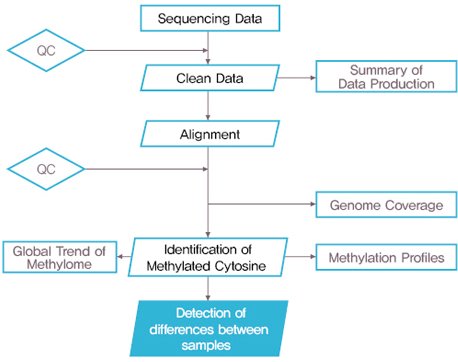 Sequencing Data
QC
Clean Data
Summary of
Data Production
Alignment
QC
Genome Coverage
Global Trend of
Methylome
Identification of
Methylated Cytosine
Methylation Profiles
Detection of
differences between
samples